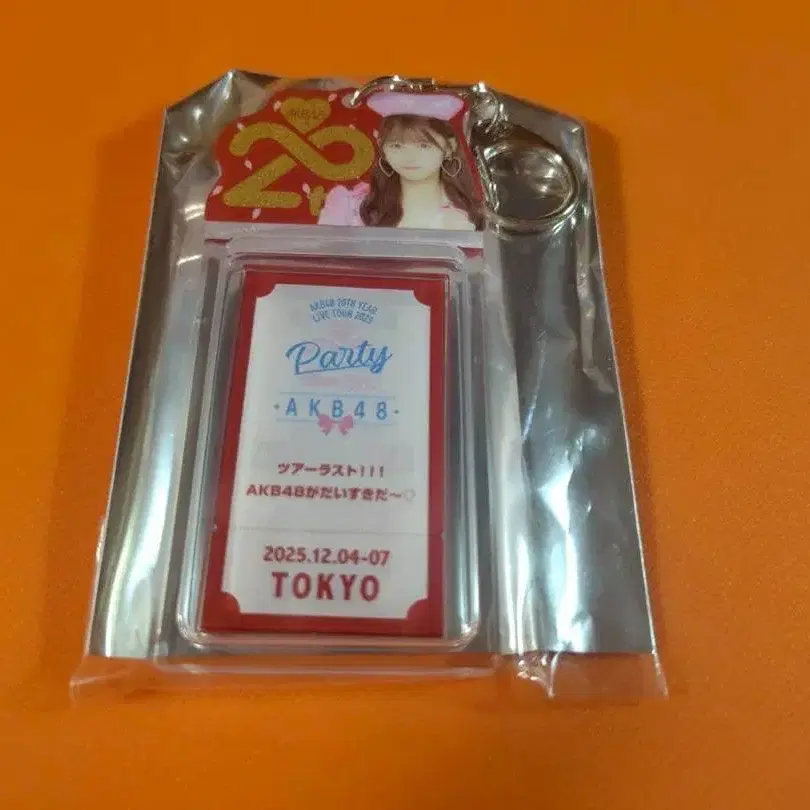 20th
AKB48 20TH YEAR
LIVE TOUR 2025
Party
·AKB48·
ツアーラスト!!!
AKB48がだいすきだ〜♡
2025.12.04-07
TOKYO